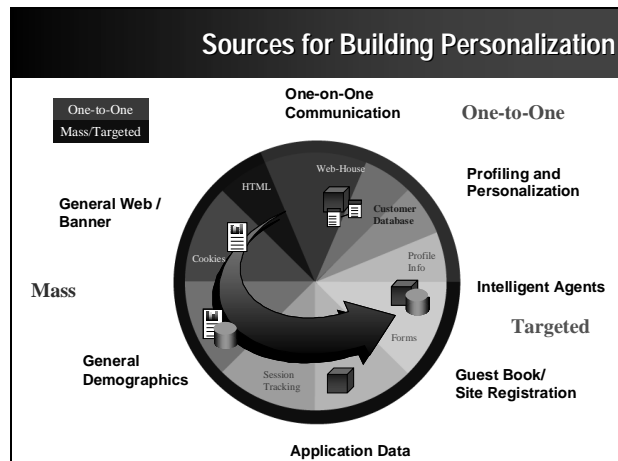 Sources for Building Personalization
One-on-One
Communication
One-to-One
One-to-One
Mass/Targeted
Web-House
HTML
Profiling and
Personalization
General Web /
Banner
Customer
Database
Cookies
Profile
Info
Mass
Intelligent Agents
Targeted
Forms
General
Demographics
Session
Tracking
Guest Book/
Site Registration
Application Data